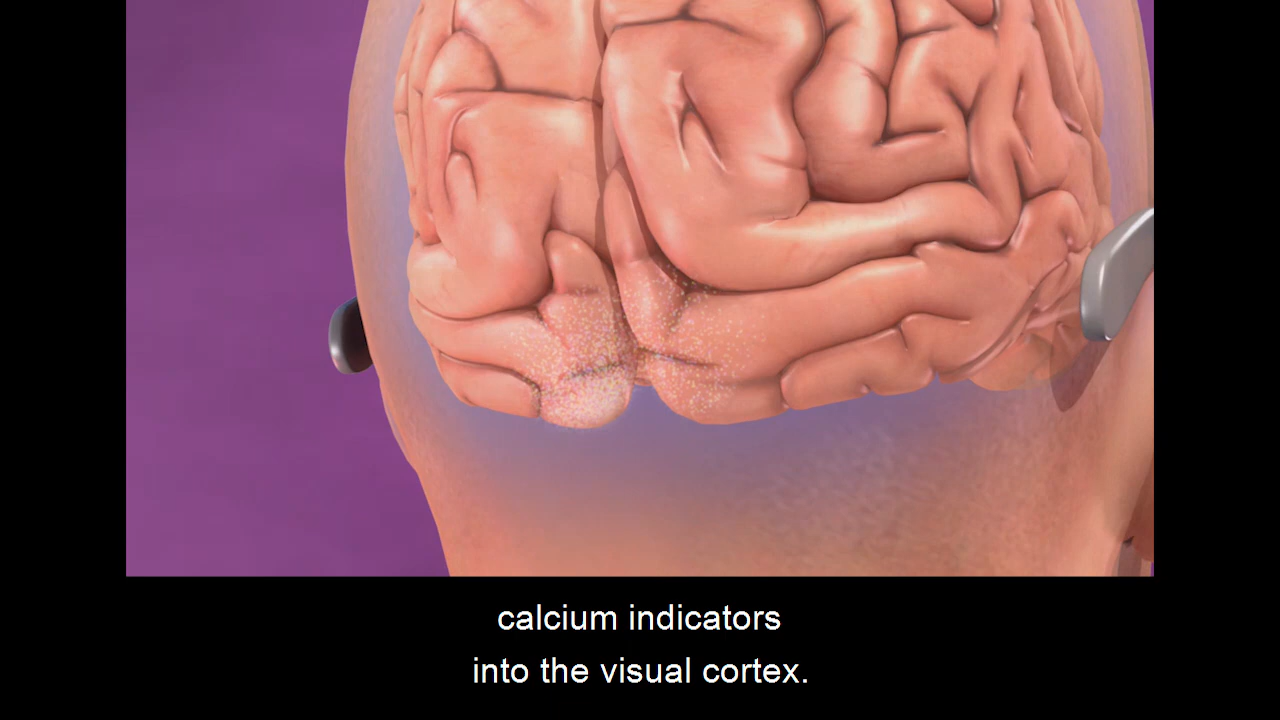 calcium indicators
into the visual cortex.